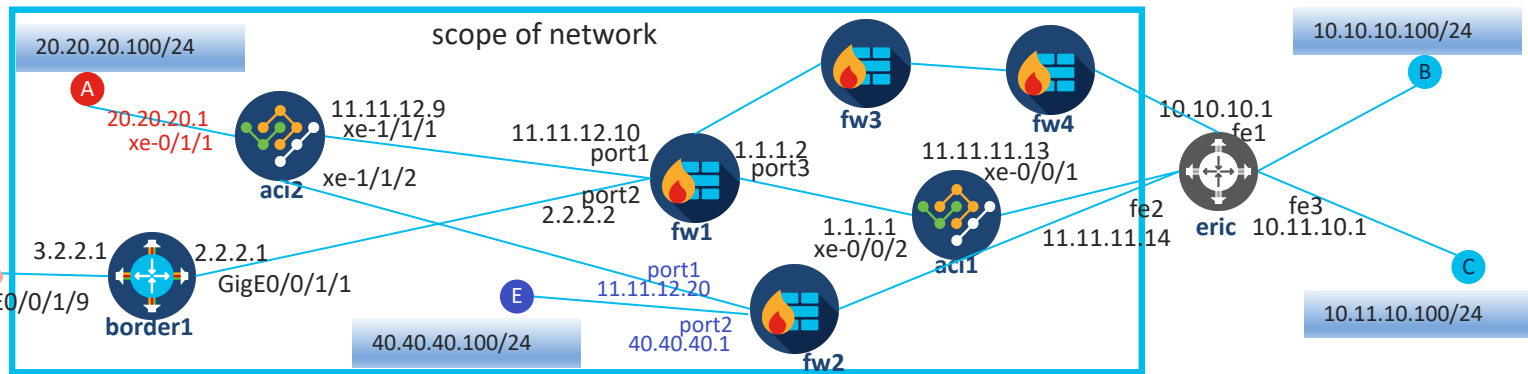 20.20.20.100/24
scope of network
10.10.10.100/24
A
B
20.20.20.1
xe-0/1/1
11.11.12.9
xe-1/1/1
11.11.12.10
port1
fw3
fw4
10.10.10.1
fe1
xe-1/1/2
aci2
port2
2.2.2.2
fw1
1.1.1.2
port3
11.11.11.13
xe-0/0/1
3.2.2.1
2.2.2.1
E0/0/1/9
GigE0/0/1/1
border1
1.1.1.1
xe-0/0/2
aci1
fe2
11.11.11.14
eric
fe3
10.11.10.1
C
E
port1
11.11.12.20
port2
40.40.40.1
40.40.40.100/24
fw2
10.11.10.100/24